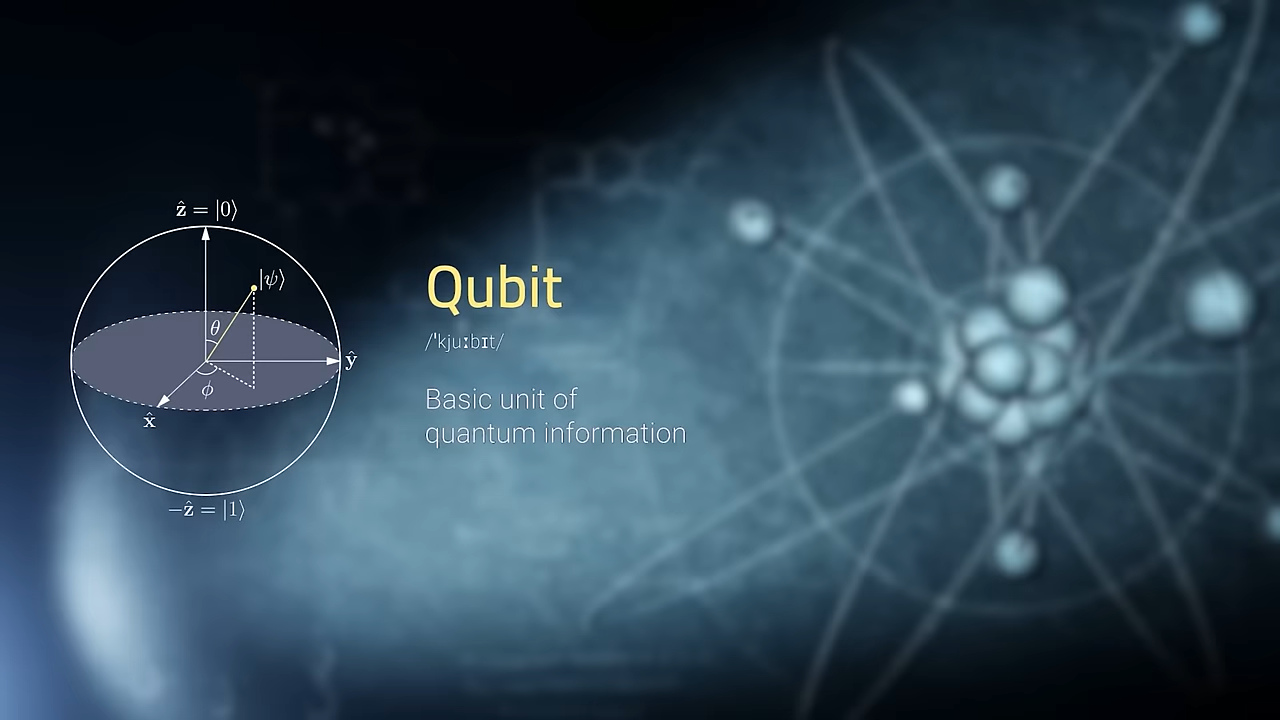 ẑ = |0⟩
|ψ⟩
θ
ŷ
ϕ
x̂
−ẑ = |1⟩
Qubit
/ˈkjuːbɪt/
Basic unit of
quantum information